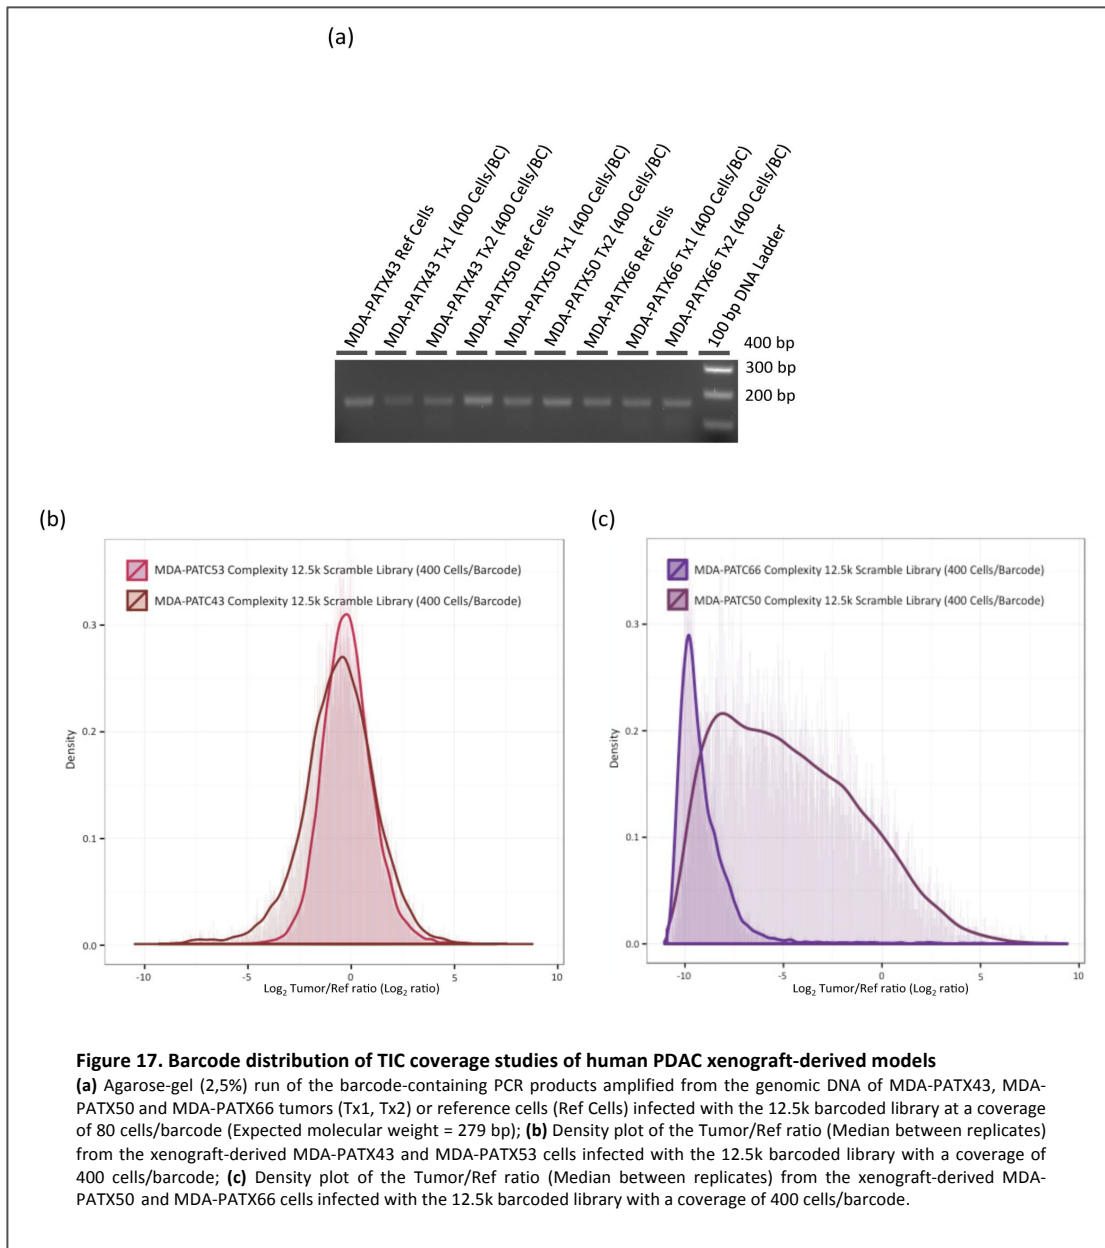 (a)
MDA-PATX43 Ref Cells
MDA-PATX43 Tx1 (400 Cells/BC)
MDA-PATX43 Tx2 (400 Cells/BC)
MDA-PATX50 Ref Cells
MDA-PATX50 Tx1 (400 Cells/BC)
MDA-PATX50 Tx2 (400 Cells/BC)
MDA-PATX66 Ref Cells
MDA-PATX66 Tx1 (400 Cells/BC)
MDA-PATX66 Tx2 (400 Cells/BC)
100 bp DNA Ladder
400 bp
300 bp
200 bp
(b)
MDA-PATC53 Complexity 12.5k Scramble Library (400 Cells/Barcode)
MDA-PATC43 Complexity 12.5k Scramble Library (400 Cells/Barcode)
0.3
0.2
0.1
0.0
Density
-10
-5
0
5
10
Log2 Tumor/Ref ratio (Log2 ratio)
(c)
MDA-PATC66 Complexity 12.5k Scramble Library (400 Cells/Barcode)
MDA-PATC50 Complexity 12.5k Scramble Library (400 Cells/Barcode)
0.3
0.2
0.1
0.0
Density
-10
-5
0
5
10
Log2 Tumor/Ref ratio (Log2 ratio)
Figure 17. Barcode distribution of TIC coverage studies of human PDAC xenograft-derived models
(a) Agarose-gel (2,5%) run of the barcode-containing PCR products amplified from the genomic DNA of MDA-PATX43, MDA-
PATX50 and MDA-PATX66 tumors (Tx1, Tx2) or reference cells (Ref Cells) infected with the 12.5k barcoded library at a coverage
of 80 cells/barcode (Expected molecular weight = 279 bp); (b) Density plot of the Tumor/Ref ratio (Median between replicates)
from the xenograft-derived MDA-PATX43 and MDA-PATX53 cells infected with the 12.5k barcoded library with a coverage of
400 cells/barcode; (c) Density plot of the Tumor/Ref ratio (Median between replicates) from the xenograft-derived MDA-
PATX50 and MDA-PATX66 cells infected with the 12.5k barcoded library with a coverage of 400 cells/barcode.